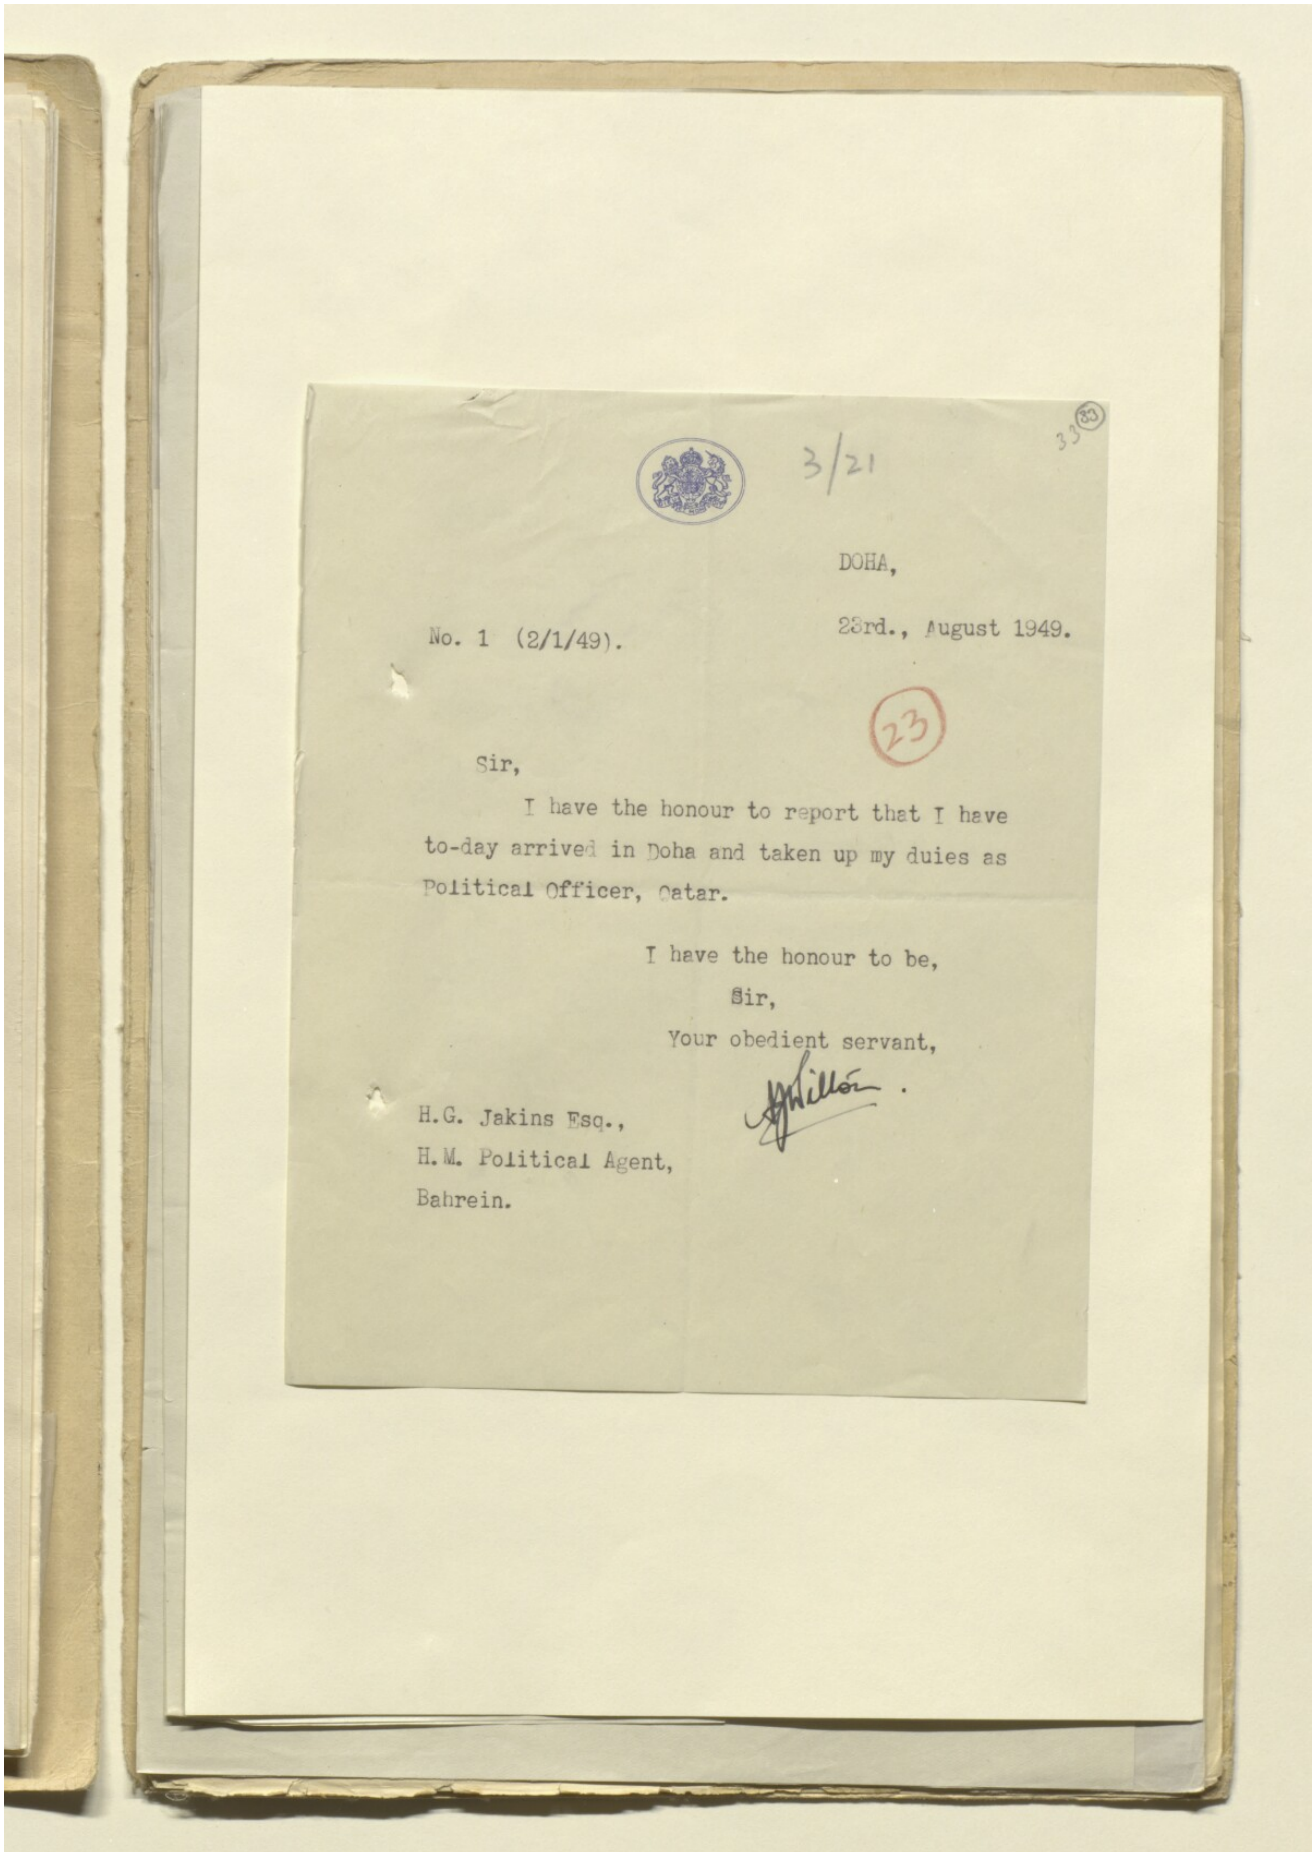 33
33
3/21
DOHA,
23rd., August 1949.
No. 1 (2/1/49).
23
Sir,
I have the honour to report that I have
to-day arrived in Doha and taken up my duies as
Political Officer, Qatar.
I have the honour to be,
Sir,
Your obedient servant,
H.G. Jakins Esq.,
H.M. Political Agent,
Bahrein.